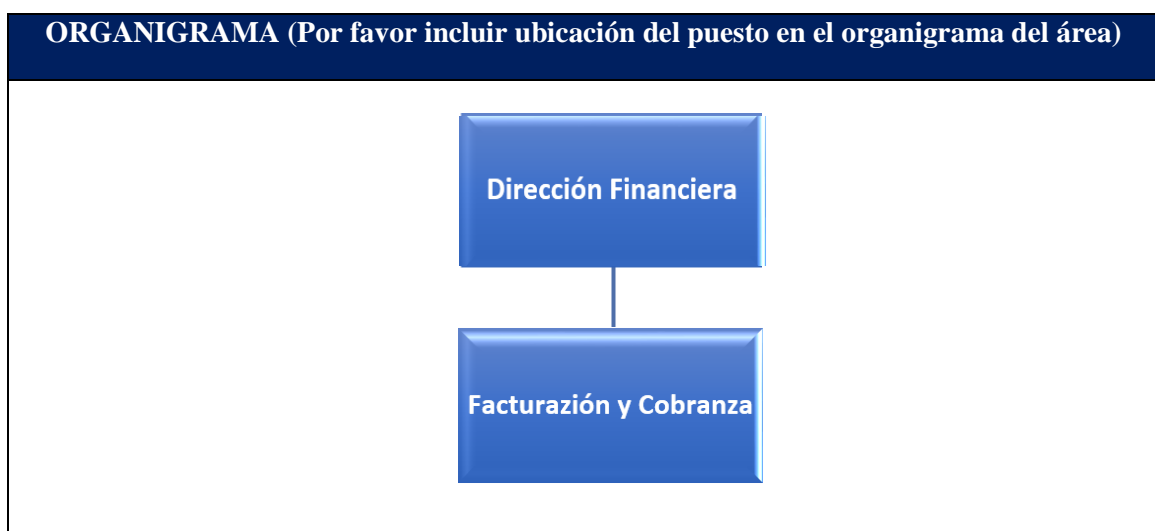 ORGANIGRAMA (Por favor incluir ubicación del puesto en el organigrama del área)
Dirección Financiera
Facturazión y Cobranza